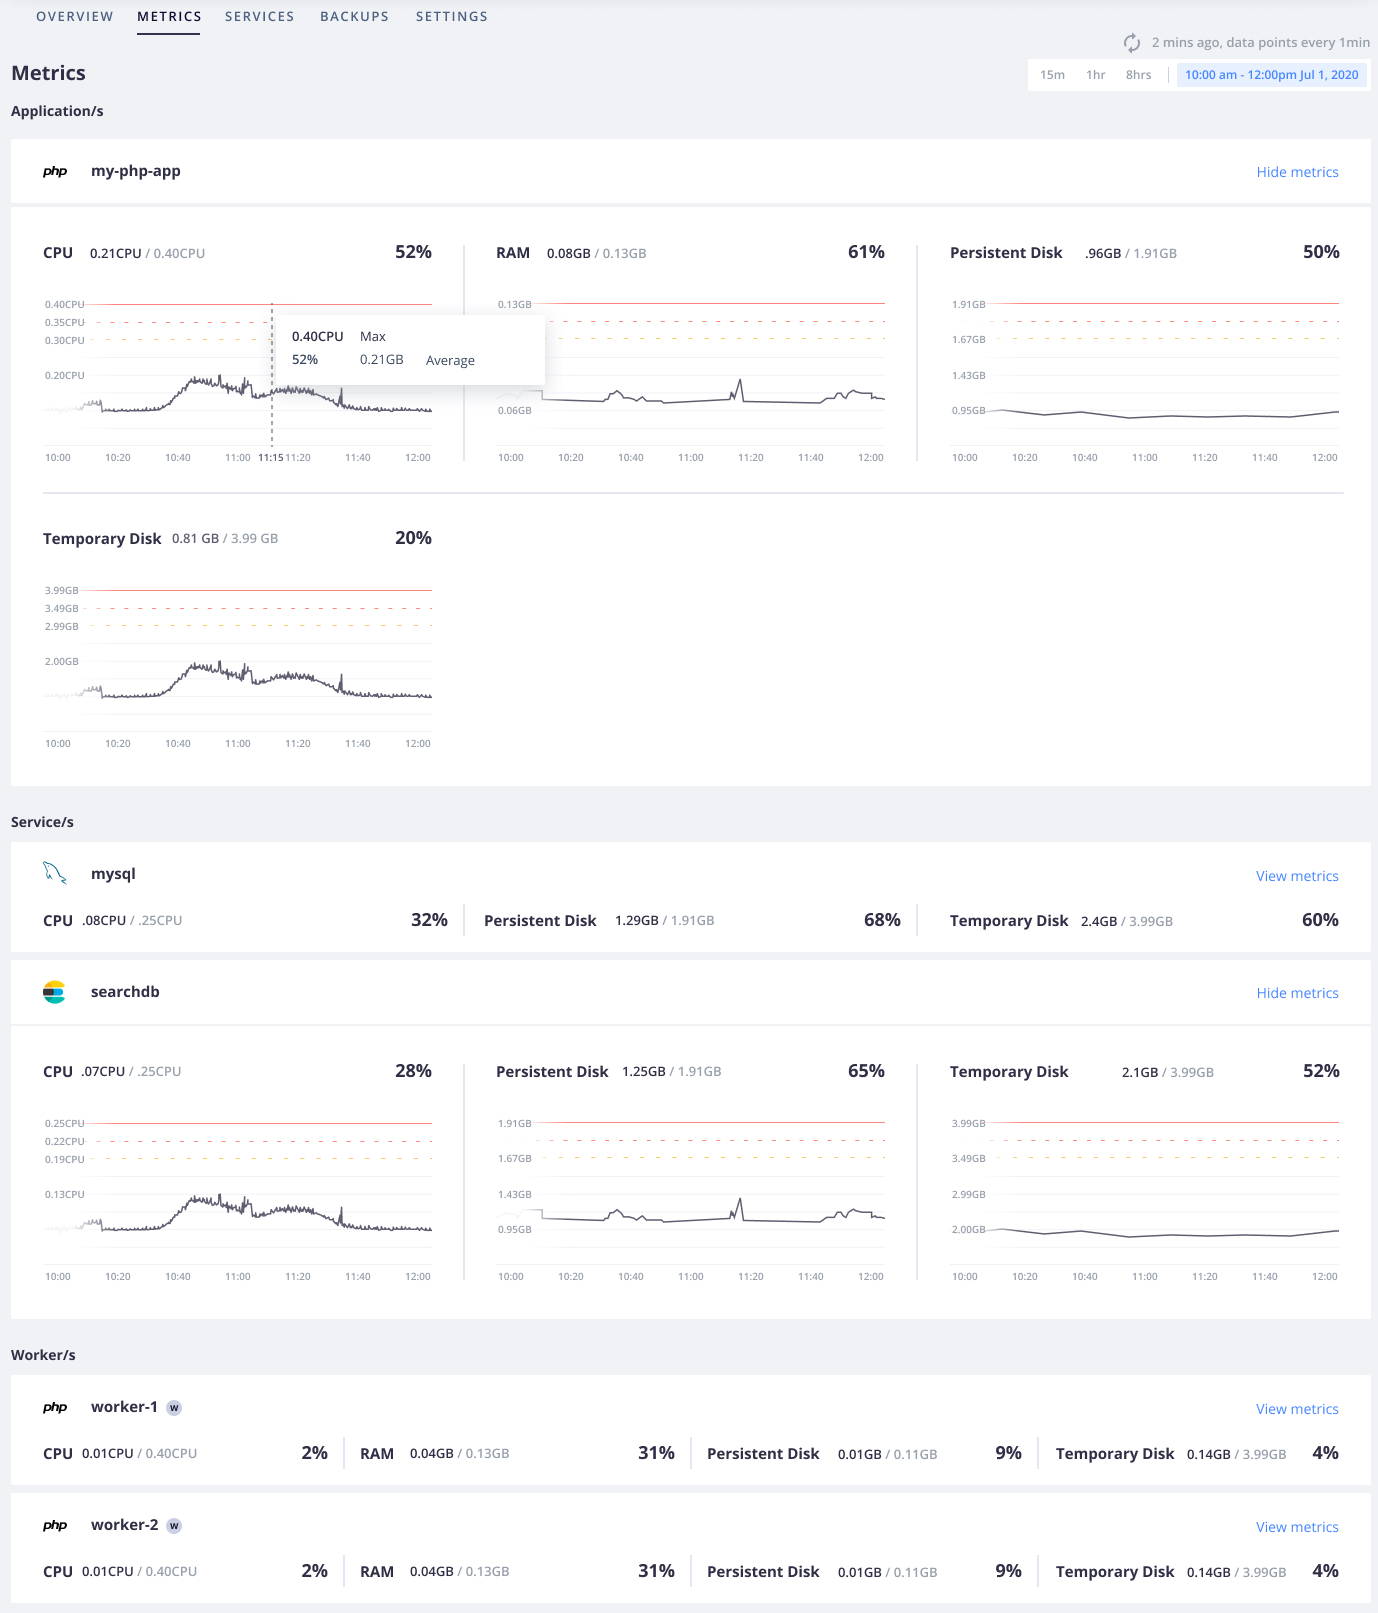 OVERVIEW METRICS SERVICES BACKUPS SETTINGS
2 mins ago, data points every 1min
Metrics
15m 1hr 8hrs 10:00 am - 12:00pm Jul 1, 2020
Application/s
php my-php-app Hide metrics
CPU 0.21CPU / 0.40CPU 52% RAM 0.08GB / 0.13GB 61% Persistent Disk .96GB / 1.91GB 50%
0.40CPU 0.13GB 1.91GB
0.35CPU
0.30CPU 0.40CPU Max 1.67GB
52% 0.21GB Average
0.20CPU 1.43GB
0.06GB 0.95GB
10:00 10:20 10:40 11:00 11:15 11:20 11:40 12:00 10:00 10:20 10:40 11:00 11:20 11:40 12:00 10:00 10:20 10:40 11:00 11:20 11:40 12:00
Temporary Disk 0.81 GB / 3.99 GB 20%
3.99GB
3.49GB
2.99GB
2.00GB
10:00 10:20 10:40 11:00 11:20 11:40 12:00
Service/s
mysql View metrics
CPU .08CPU / .25CPU 32% Persistent Disk 1.29GB / 1.91GB 68% Temporary Disk 2.4GB / 3.99GB 60%
searchdb Hide metrics
CPU .07CPU / .25CPU 28% Persistent Disk 1.25GB / 1.91GB 65% Temporary Disk 2.1GB / 3.99GB 52%
0.25CPU 1.91GB 3.99GB
0.22CPU
0.19CPU 1.67GB 3.49GB
0.13CPU 1.43GB 2.99GB
0.95GB 2.00GB
10:00 10:20 10:40 11:00 11:20 11:40 12:00 10:00 10:20 10:40 11:00 11:20 11:40 12:00 10:00 10:20 10:40 11:00 11:20 11:40 12:00
Worker/s
php worker-1 w View metrics
CPU 0.01CPU / 0.40CPU 2% RAM 0.04GB / 0.13GB 31% Persistent Disk 0.01GB / 0.11GB 9% Temporary Disk 0.14GB / 3.99GB 4%
php worker-2 w View metrics
CPU 0.01CPU / 0.40CPU 2% RAM 0.04GB / 0.13GB 31% Persistent Disk 0.01GB / 0.11GB 9% Temporary Disk 0.14GB / 3.99GB 4%